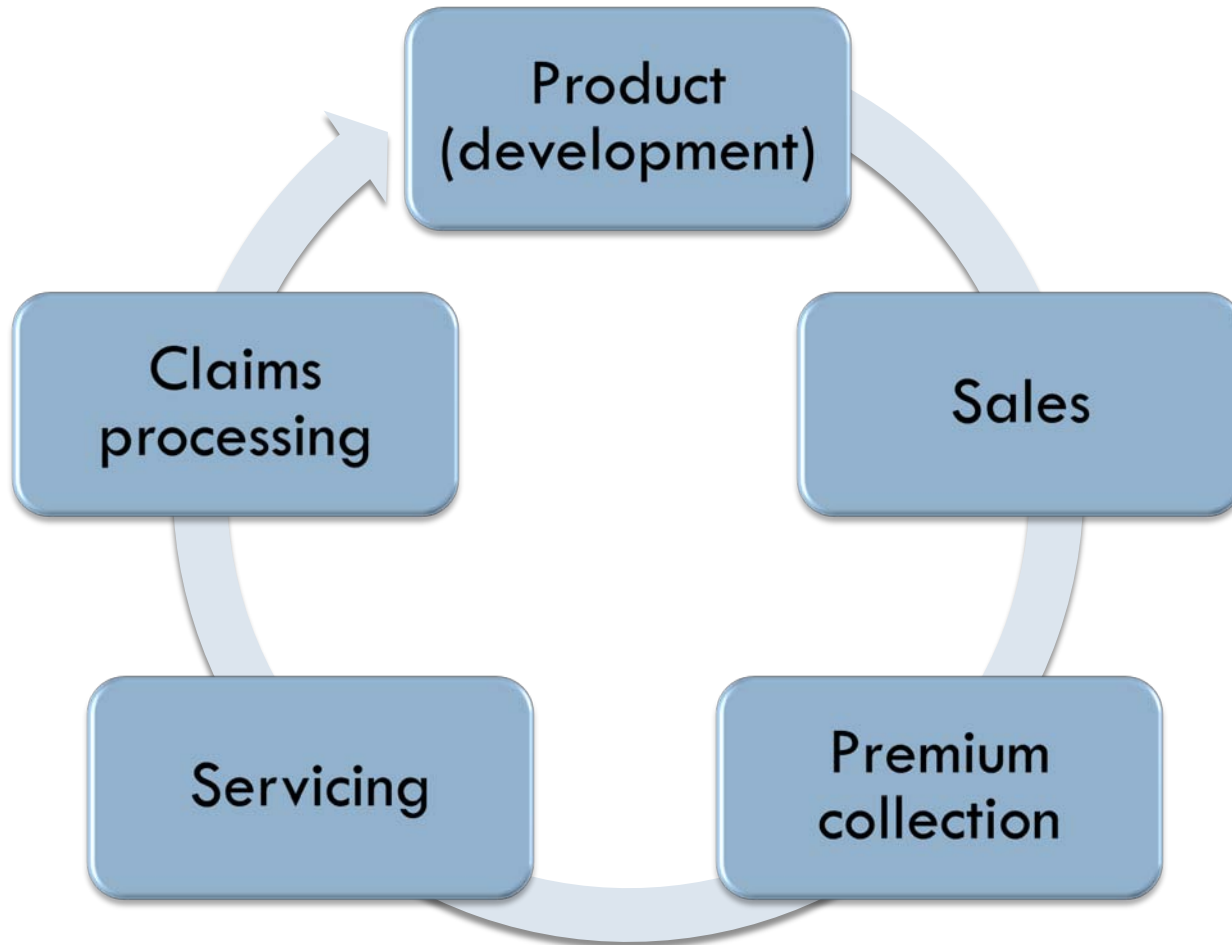 Product
(development)
Sales
Premium
collection
Servicing
Claims
processing